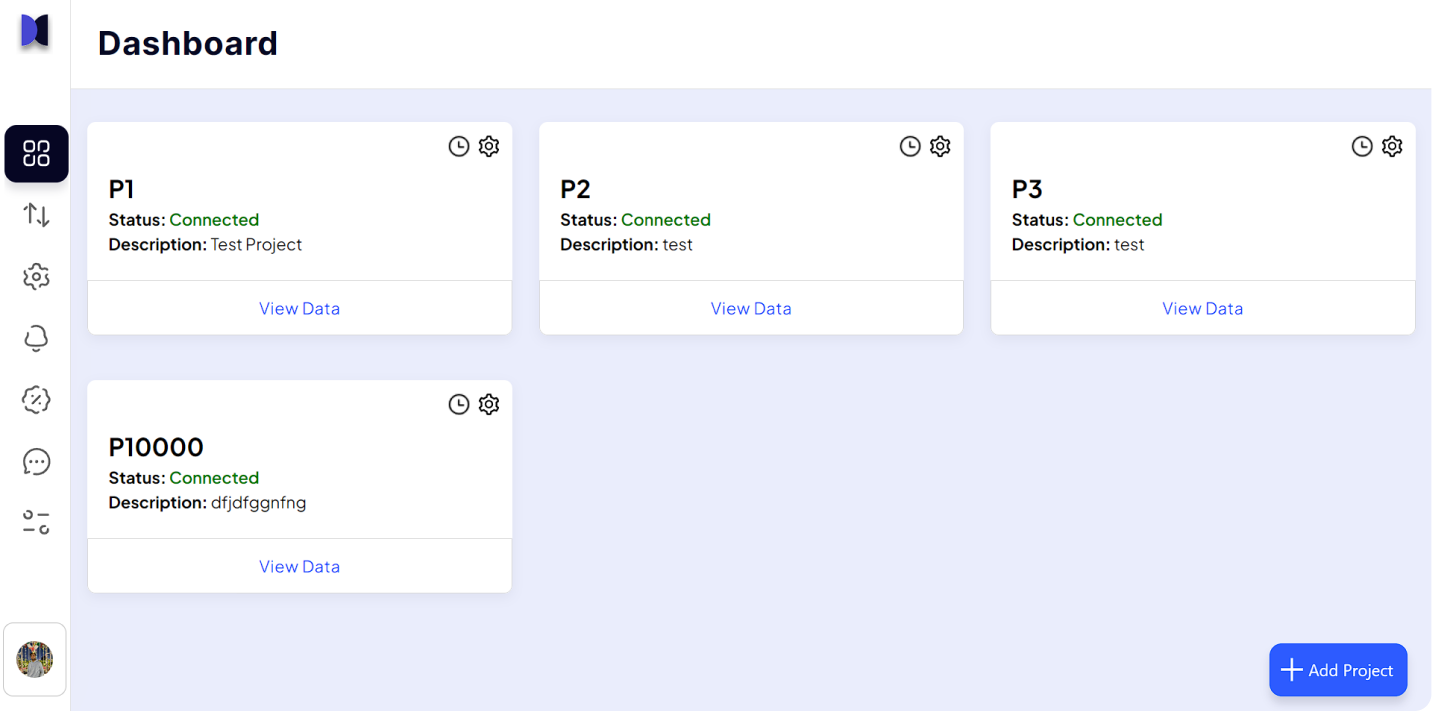 Dashboard
P1
Status: Connected
Description: Test Project
View Data
P2
Status: Connected
Description: test
View Data
P3
Status: Connected
Description: test
View Data
P10000
Status: Connected
Description: dfjdfggnfng
View Data
Add Project